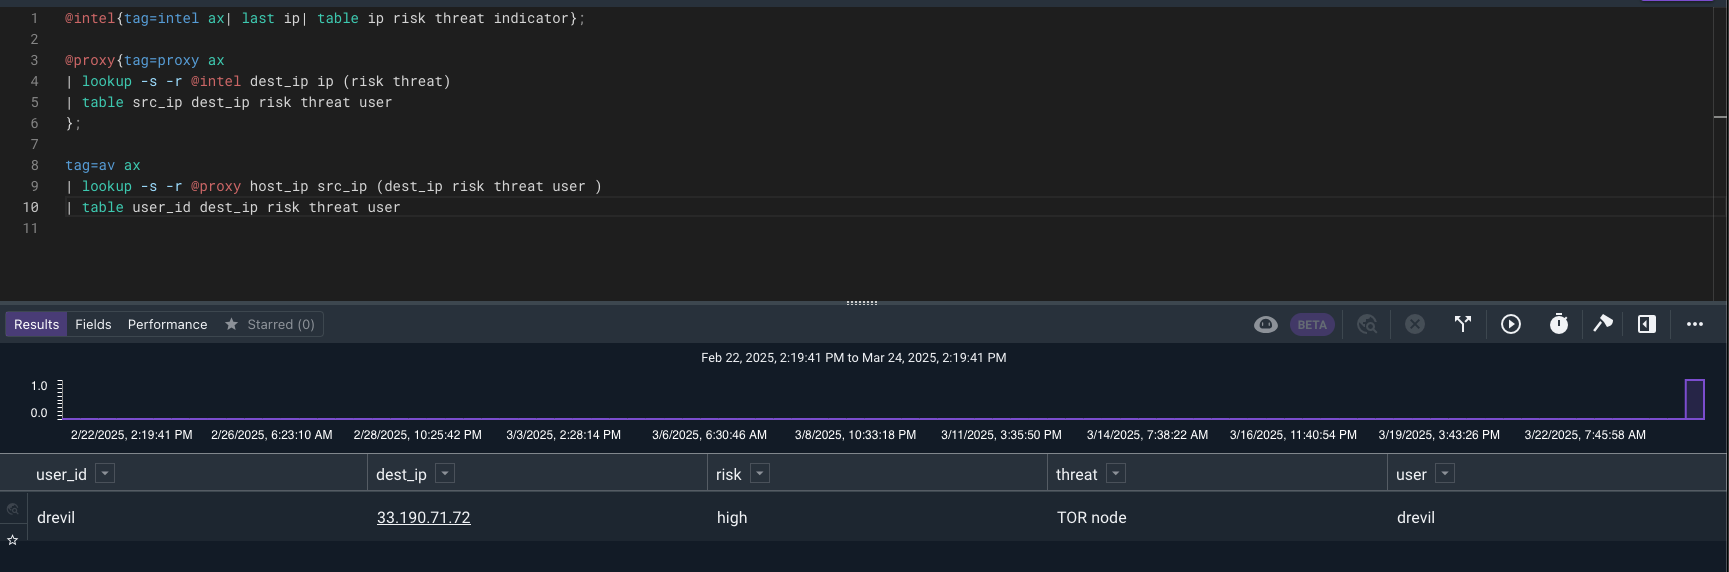 1 @intel{tag=intel ax| last ip| table ip risk threat indicator};
2
3 @proxy{tag=proxy ax
4 | lookup -s -r @intel dest_ip ip (risk threat)
5 | table src_ip dest_ip risk threat user
6 };
7
8 tag=av ax
9 | lookup -s -r @proxy host_ip src_ip (dest_ip risk threat user )
10 | table user_id dest_ip risk threat user
11
Results Fields Performance Starred (0) BETA
Feb 22, 2025, 2:19:41 PM to Mar 24, 2025, 2:19:41 PM
1.0
0.0
2/22/2025, 2:19:41 PM 2/26/2025, 6:23:10 AM 2/28/2025, 10:25:42 PM 3/3/2025, 2:28:14 PM 3/6/2025, 6:30:46 AM 3/8/2025, 10:33:18 PM 3/11/2025, 3:35:50 PM 3/14/2025, 7:38:22 AM 3/16/2025, 11:40:54 PM 3/19/2025, 3:43:26 PM 3/22/2025, 7:45:58 AM
user_id dest_ip risk threat user
drevil 33.190.71.72 high TOR node drevil